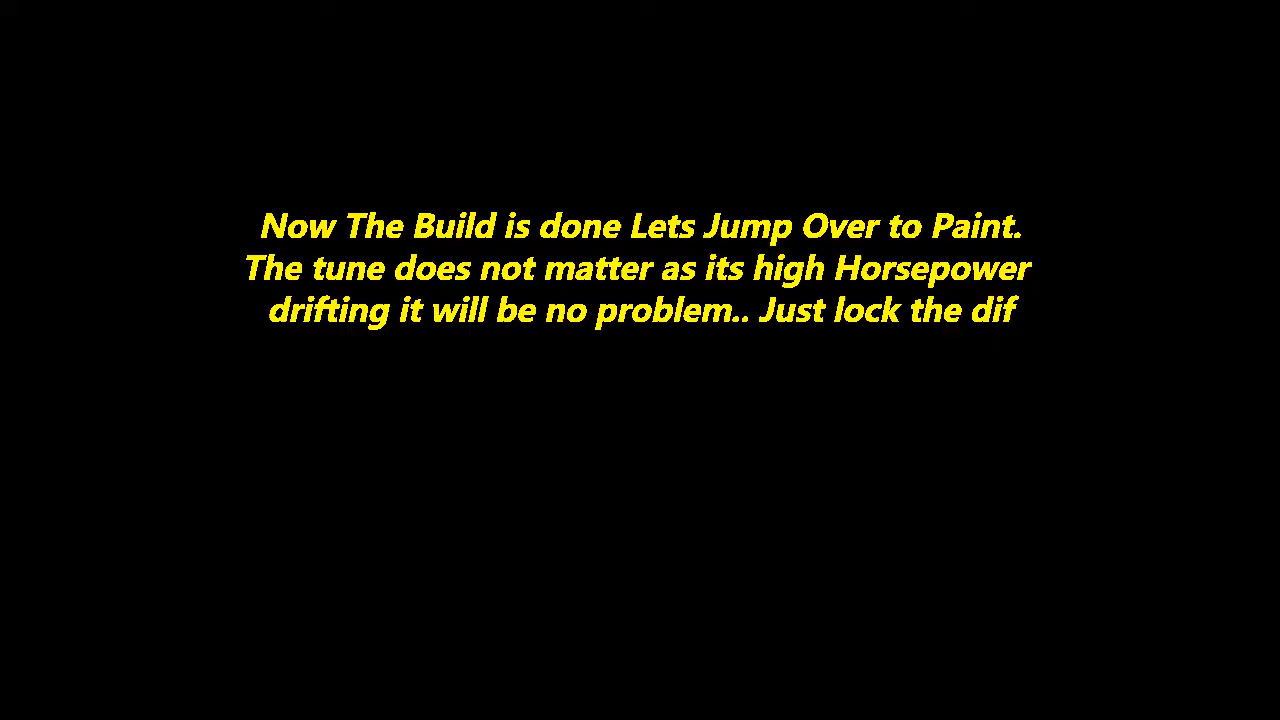 Now The Build is done Lets Jump Over to Paint.
The tune does not matter as its high Horsepower
drifting it will be no problem.. Just lock the dif